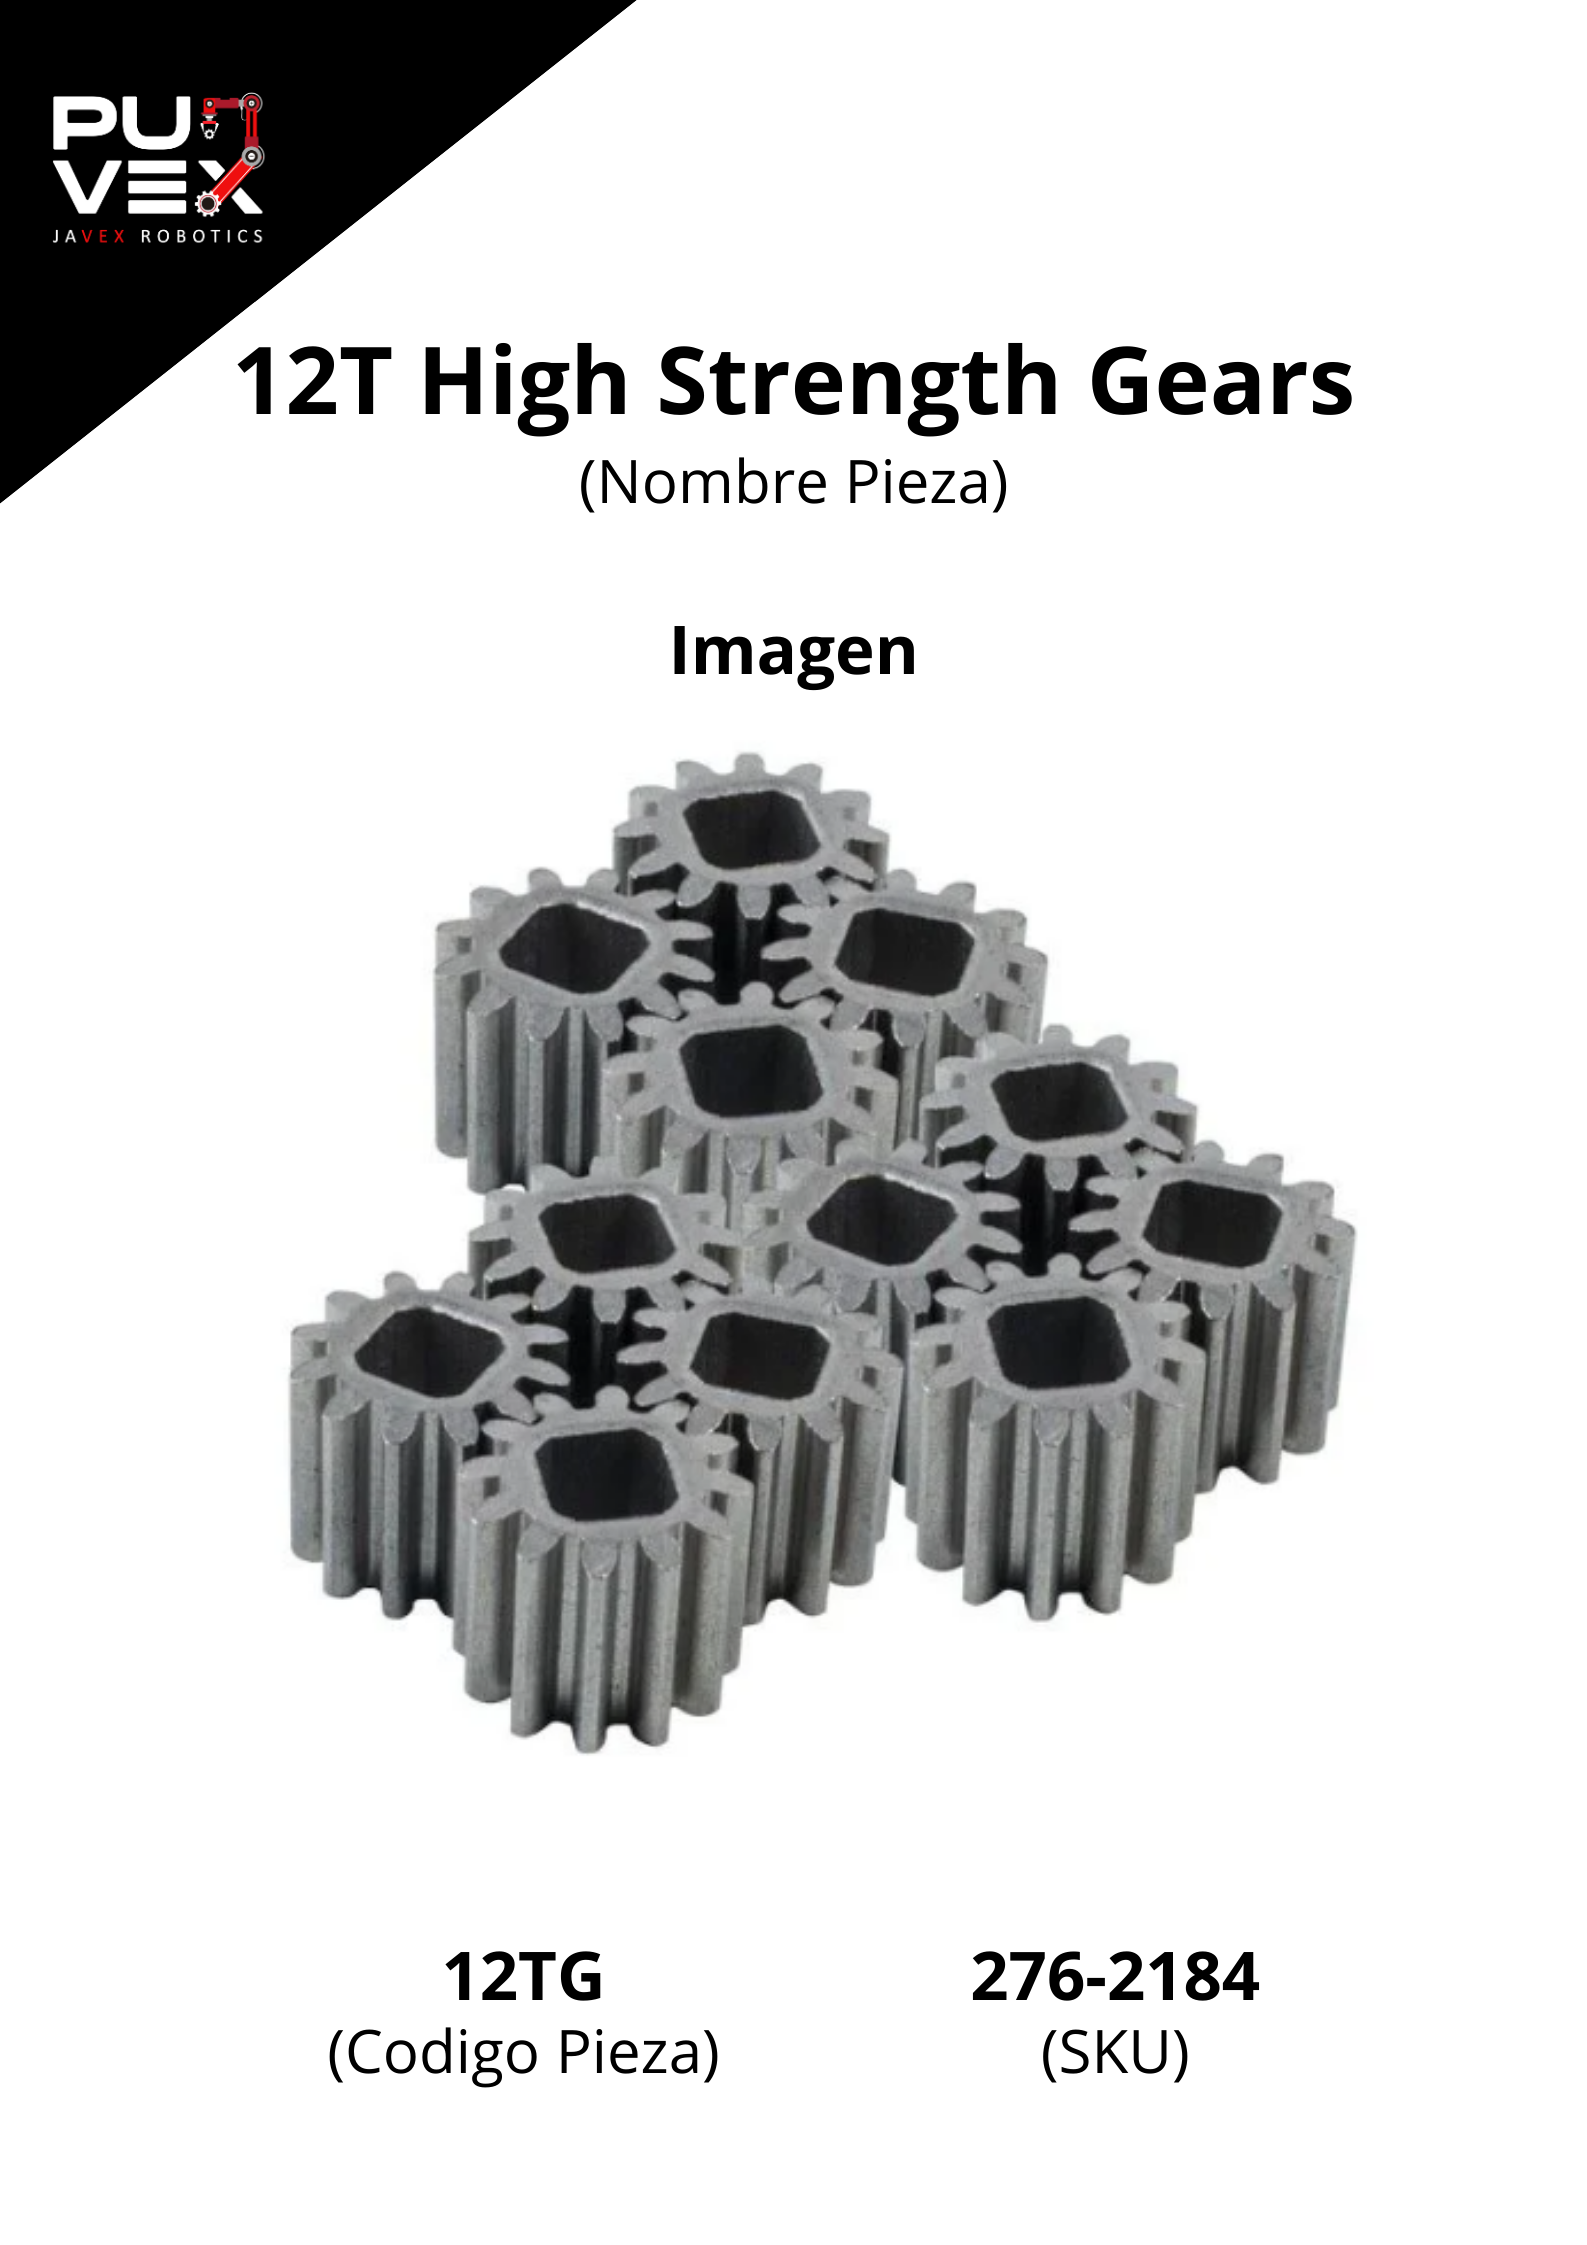 PU
VEX
JAVEX ROBOTICS
12T High Strength Gears
(Nombre Pieza)
Imagen
12TG
(Codigo Pieza)
276-2184
(SKU)